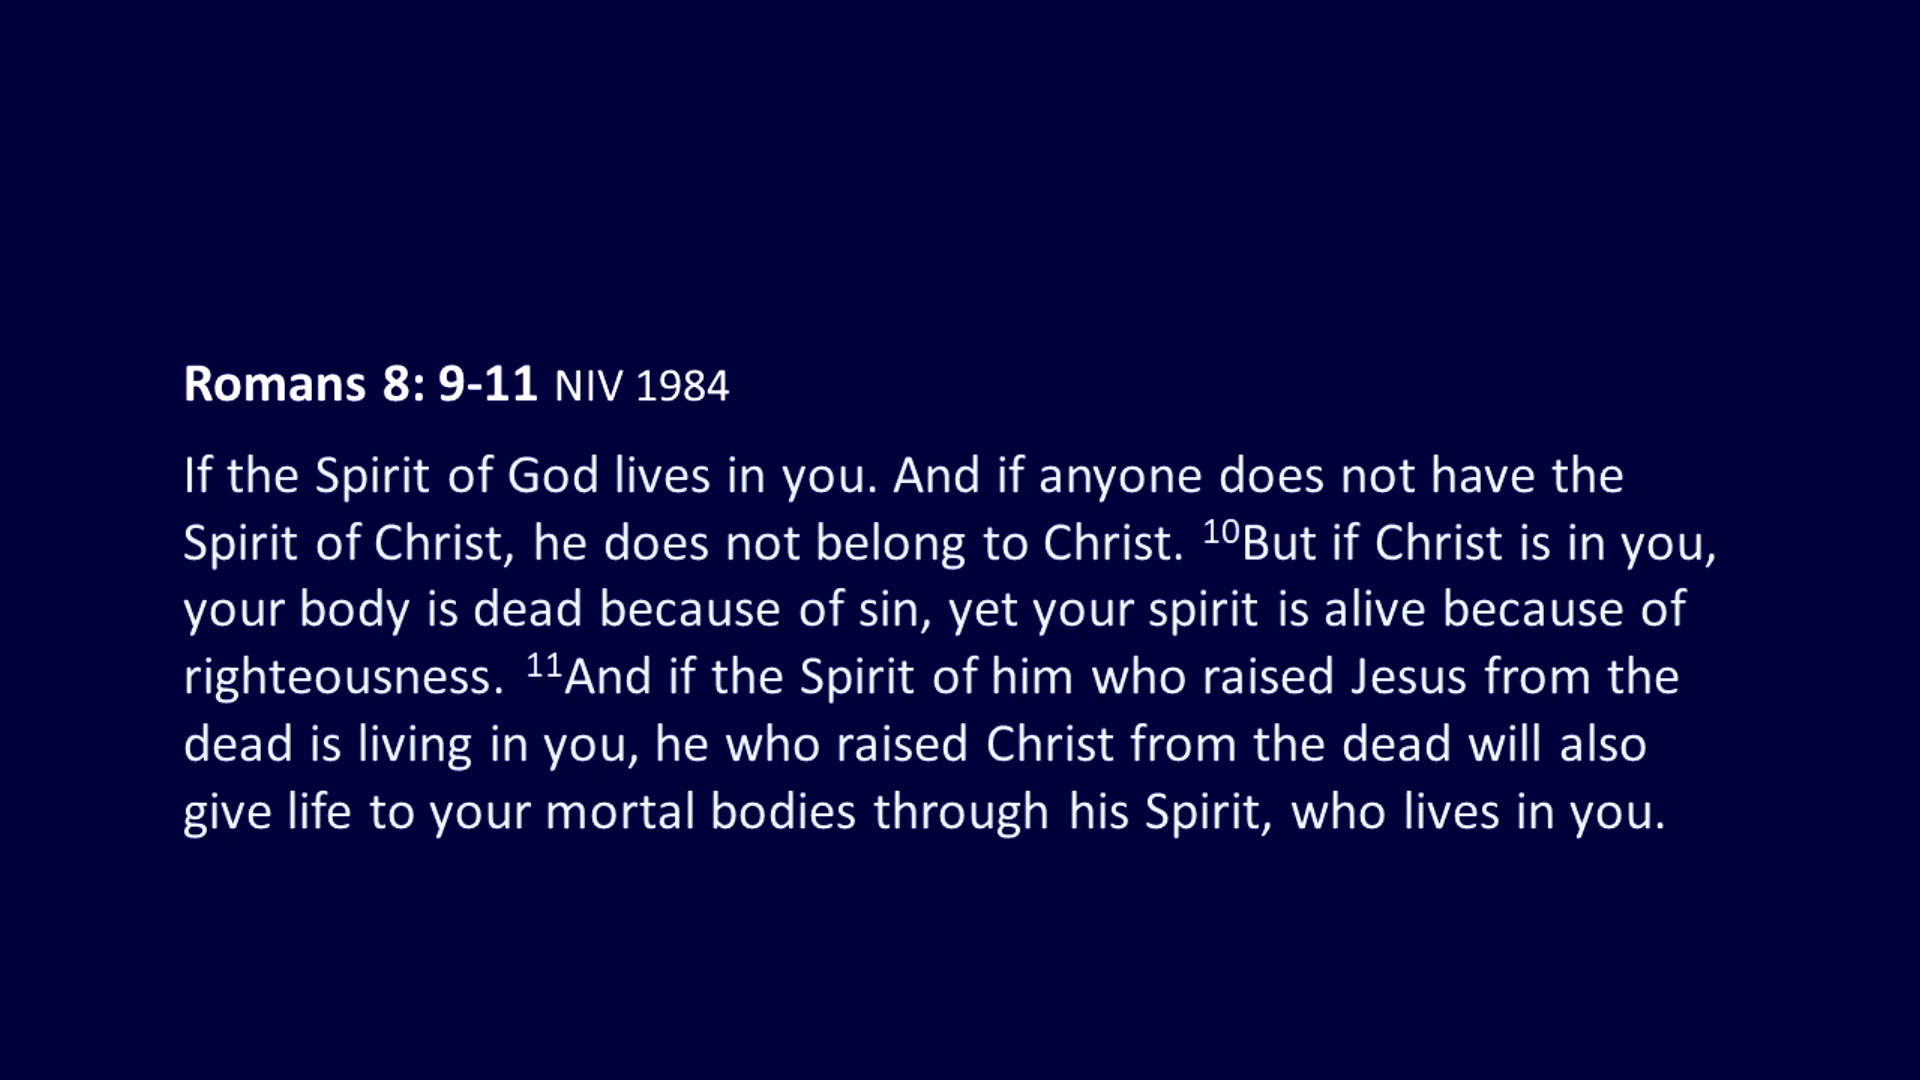 Romans 8: 9-11 NIV 1984
If the Spirit of God lives in you. And if anyone does not have the
Spirit of Christ, he does not belong to Christ. ¹⁰But if Christ is in you,
your body is dead because of sin, yet your spirit is alive because of
righteousness. ¹¹And if the Spirit of him who raised Jesus from the
dead is living in you, he who raised Christ from the dead will also
give life to your mortal bodies through his Spirit, who lives in you.